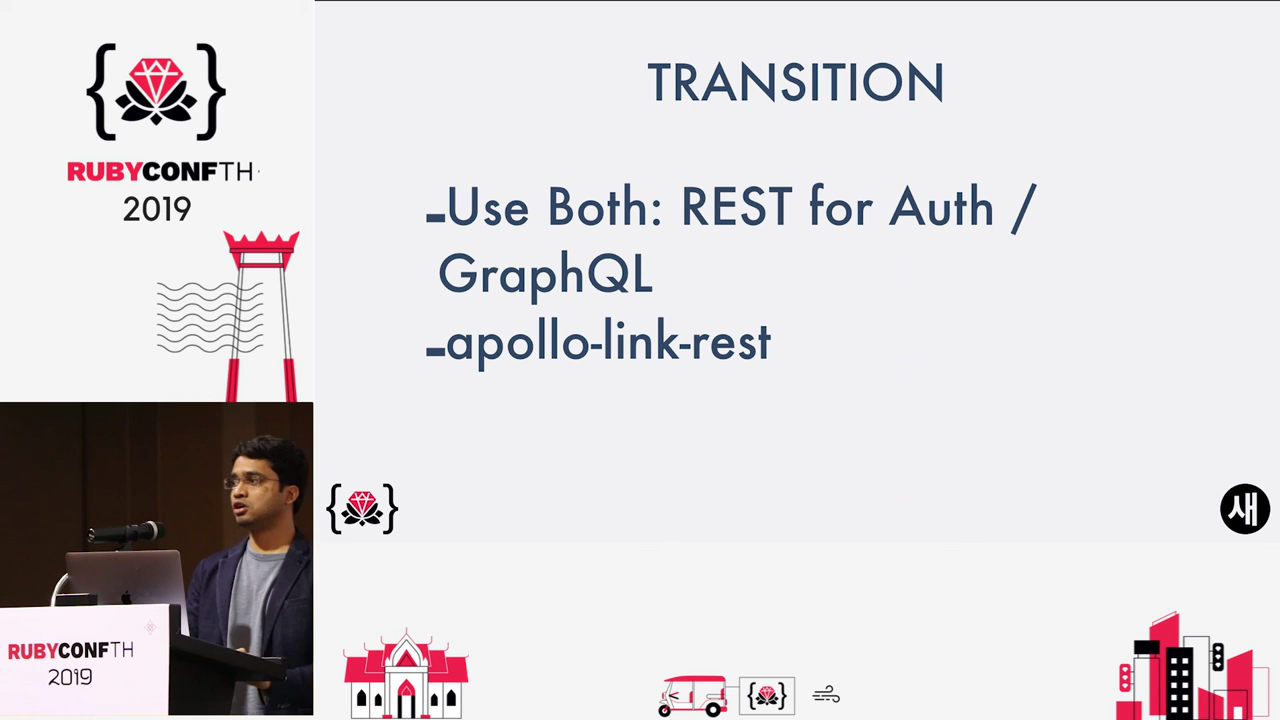 RUBYCONFTH
2019
TRANSITION
-Use Both: REST for Auth /
GraphQL
-apollo-link-rest
새
RUBYCONFTH
2019